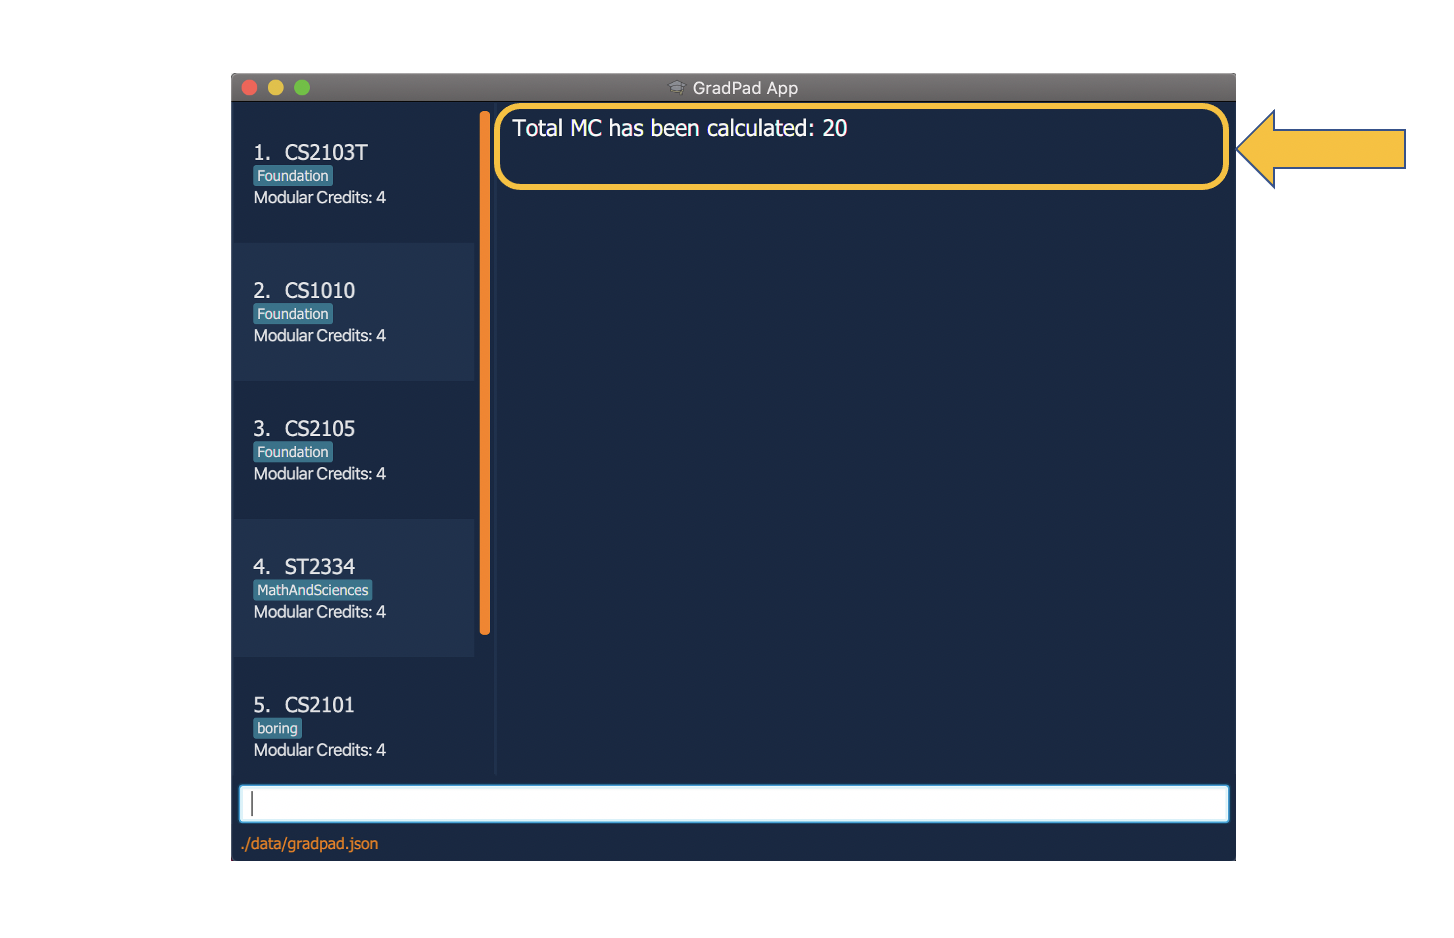 GradPad App
1. CS2103T
Foundation
Modular Credits: 4
2. CS1010
Foundation
Modular Credits: 4
3. CS2105
Foundation
Modular Credits: 4
4. ST2334
MathAndSciences
Modular Credits: 4
5. CS2101
boring
Modular Credits: 4
Total MC has been calculated: 20
./data/gradpad.json